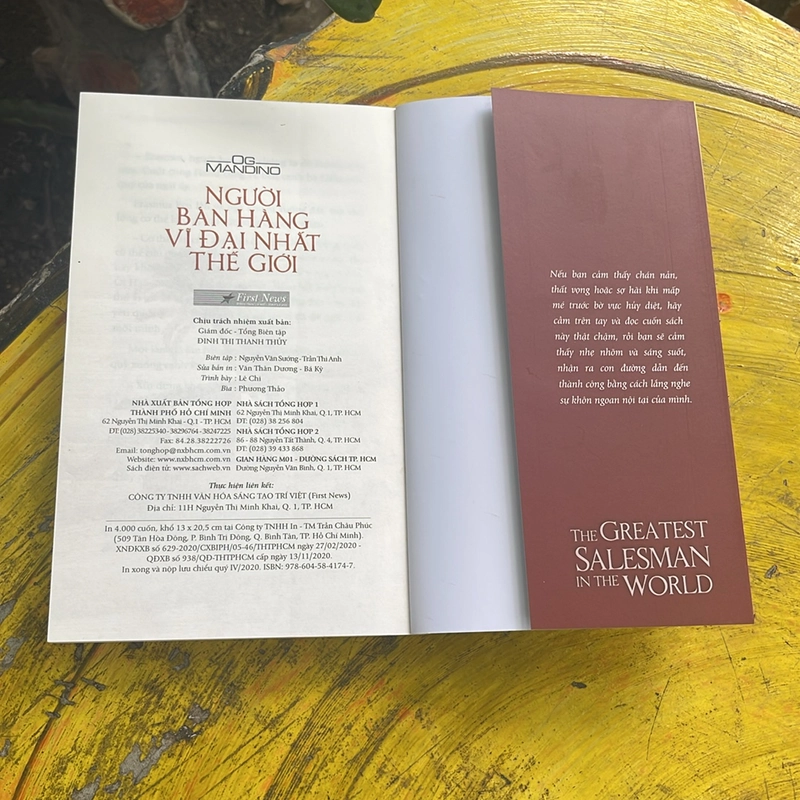 OG
MANDINO
NGƯỜI
BÁN HÀNG
VĨ ĐẠI NHẤT
THẾ GIỚI
First News
Chịu trách nhiệm xuất bản:
Giám đốc - Tổng Biên tập
ĐINH THỊ THANH THỦY
Biên tập : Nguyễn Văn Sướng - Trần Thi Anh
Sửa bản in : Văn Thân Dương - Bá Kỳ
Trình bày : Lê Chi
Bìa : Phương Thảo
NHÀ XUẤT BẢN TỔNG HỢP
THÀNH PHỐ HỒ CHÍ MINH
62 Nguyễn Thị Minh Khai - Q.1 - TP. HCM
ĐT: (028) 38225340 - 38296764 - 38247225
Fax: 84.28.38222726
Email: tonghop@nxbhcm.com.vn
Website: www.nxbhcm.com.vn
Sách điện tử: www.sachweb.vn
NHÀ SÁCH TỔNG HỢP 1
62 Nguyễn Thị Minh Khai, Q.1, TP. HCM
ĐT: (028) 38 256 804
NHÀ SÁCH TỔNG HỢP 2
86 - 88 Nguyễn Tất Thành, Q. 4, TP. HCM
ĐT: (028) 39 433 868
GIAN HÀNG M01 - ĐƯỜNG SÁCH TP. HCM
Đường Nguyễn Văn Bình, Q. 1, TP. HCM
Thực hiện liên kết:
CÔNG TY TNHH VĂN HÓA SÁNG TẠO TRÍ VIỆT (First News)
Địa chỉ: 11H Nguyễn Thị Minh Khai, Q. 1, TP. HCM
In 4.000 cuốn, khổ 13 x 20,5 cm tại Công ty TNHH In - TM Trần Châu Phúc
(509 Tân Hòa Đông, P. Bình Trị Đông, Q. Bình Tân, TP. Hồ Chí Minh).
XNĐKXB số 629-2020/CXBIPH/05-46/THTPHCM ngày 27/02/2020 -
QĐXB số 938/QĐ-THTPHCM cấp ngày 13/11/2020.
In xong và nộp lưu chiểu quý IV/2020. ISBN: 978-604-58-4174-7.
Nếu bạn cảm thấy chán nản,
thất vọng hoặc sợ hãi khi mấp
mé trước bờ vực hủy diệt, hãy
cầm trên tay và đọc cuốn sách
này thật chậm, rồi bạn sẽ cảm
thấy nhẹ nhõm và sáng suốt,
nhận ra con đường dẫn đến
thành công bằng cách lắng nghe
sự khôn ngoan nội tại của mình.
THE GREATEST
SALESMAN
IN THE WORLD